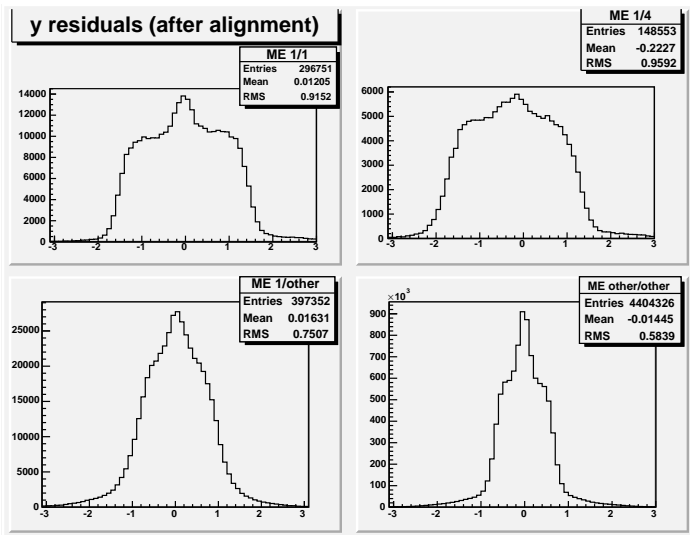 y residuals (after alignment)
ME 1/1
Entries 296751
Mean 0.01205
RMS 0.9152
14000
12000
10000
8000
6000
4000
2000
0
-3 -2 -1 0 1 2 3
ME 1/4
Entries 148553
Mean -0.2227
RMS 0.9592
6000
5000
4000
3000
2000
1000
0
-3 -2 -1 0 1 2 3
ME 1/other
Entries 397352
Mean 0.01631
RMS 0.7507
25000
20000
15000
10000
5000
0
-3 -2 -1 0 1 2 3
ME other/other
Entries 4404326
Mean -0.01445
RMS 0.5839
×10³
900
800
700
600
500
400
300
200
100
0
-3 -2 -1 0 1 2 3